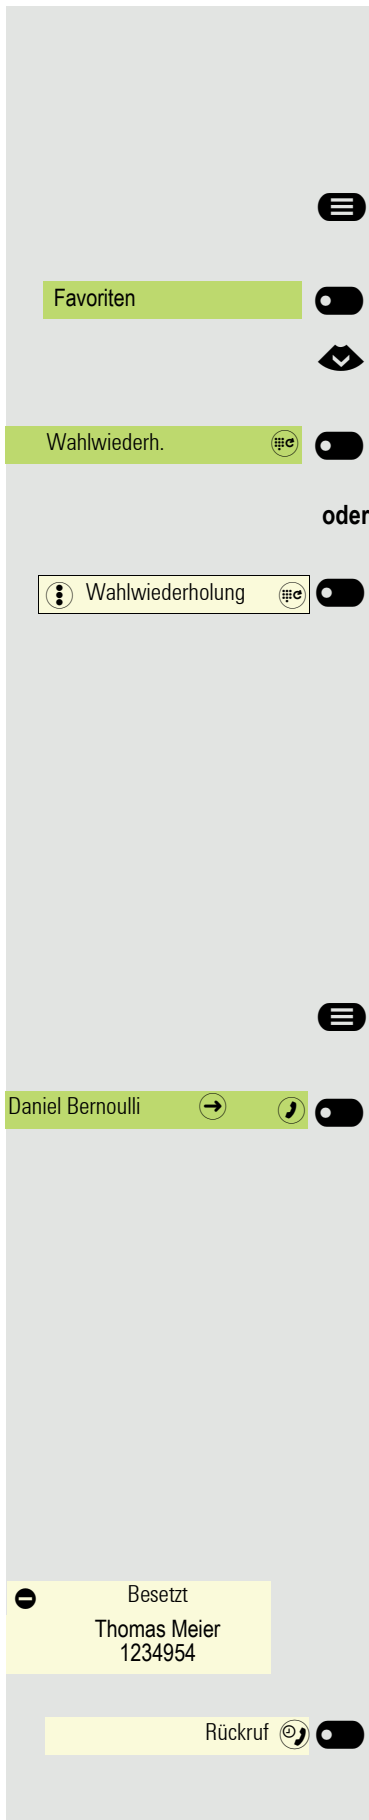 Favoriten
Wahlwiederh.
oder
Wahlwiederholung
Daniel Bernoulli
Besetzt
Thomas Meier
1234954
Rückruf